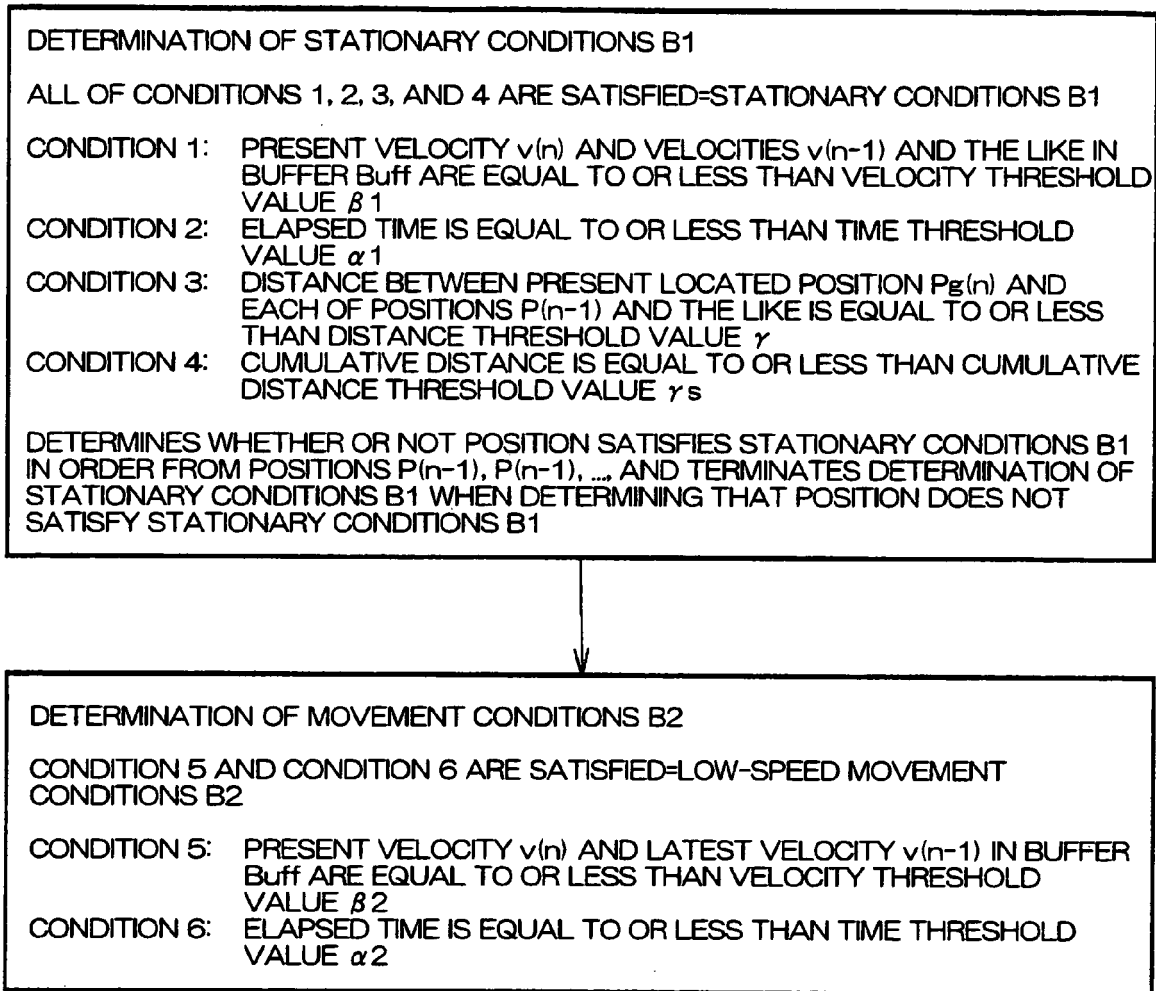 DETERMINATION OF STATIONARY CONDITIONS B1
ALL OF CONDITIONS 1, 2, 3, AND 4 ARE SATISFIED=STATIONARY CONDITIONS B1
CONDITION 1: PRESENT VELOCITY v(n) AND VELOCITIES v(n-1) AND THE LIKE IN
BUFFER Buff ARE EQUAL TO OR LESS THAN VELOCITY THRESHOLD
VALUE β1
CONDITION 2: ELAPSED TIME IS EQUAL TO OR LESS THAN TIME THRESHOLD
VALUE α1
CONDITION 3: DISTANCE BETWEEN PRESENT LOCATED POSITION Pg(n) AND
EACH OF POSITIONS P(n-1) AND THE LIKE IS EQUAL TO OR LESS
THAN DISTANCE THRESHOLD VALUE γ
CONDITION 4: CUMULATIVE DISTANCE IS EQUAL TO OR LESS THAN CUMULATIVE
DISTANCE THRESHOLD VALUE γs
DETERMINES WHETHER OR NOT POSITION SATISFIES STATIONARY CONDITIONS B1
IN ORDER FROM POSITIONS P(n-1), P(n-1), ..., AND TERMINATES DETERMINATION OF
STATIONARY CONDITIONS B1 WHEN DETERMINING THAT POSITION DOES NOT
SATISFY STATIONARY CONDITIONS B1
DETERMINATION OF MOVEMENT CONDITIONS B2
CONDITION 5 AND CONDITION 6 ARE SATISFIED=LOW-SPEED MOVEMENT
CONDITIONS B2
CONDITION 5: PRESENT VELOCITY v(n) AND LATEST VELOCITY v(n-1) IN BUFFER
Buff ARE EQUAL TO OR LESS THAN VELOCITY THRESHOLD
VALUE β2
CONDITION 6: ELAPSED TIME IS EQUAL TO OR LESS THAN TIME THRESHOLD
VALUE α2